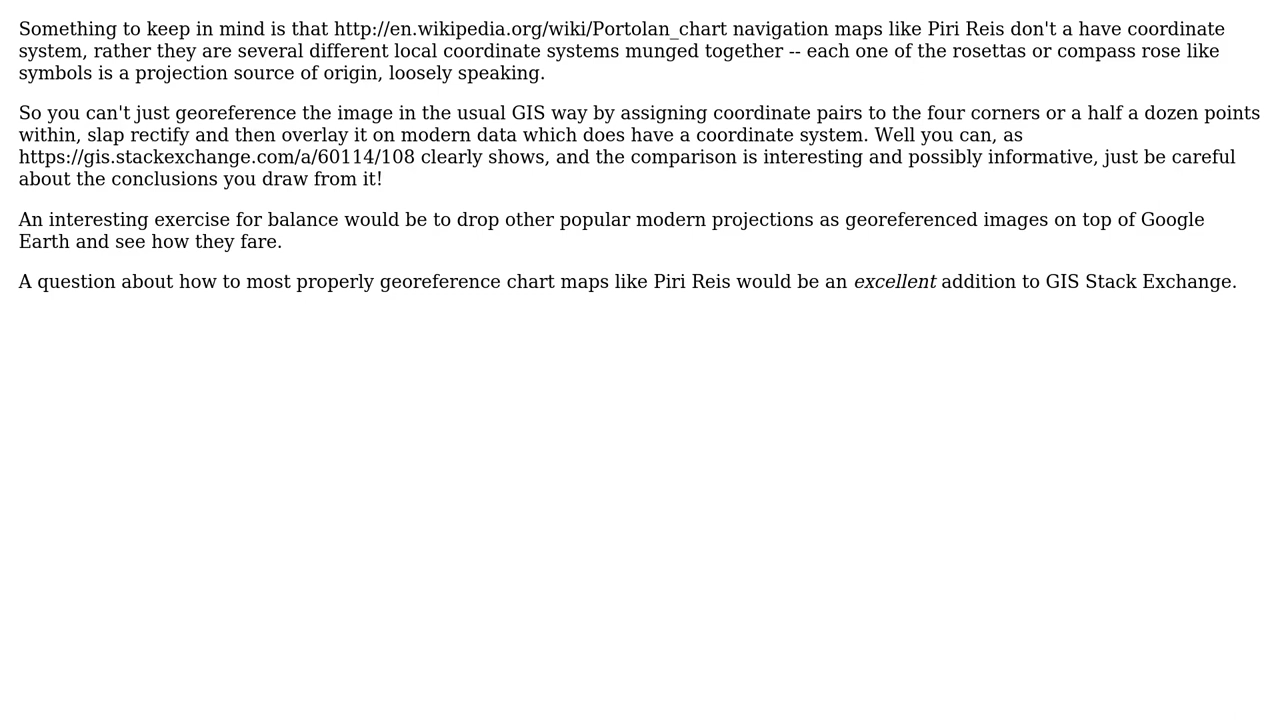 Something to keep in mind is that http://en.wikipedia.org/wiki/Portolan_chart navigation maps like Piri Reis don't a have coordinate
system, rather they are several different local coordinate systems munged together -- each one of the rosettas or compass rose like
symbols is a projection source of origin, loosely speaking.
So you can't just georeference the image in the usual GIS way by assigning coordinate pairs to the four corners or a half a dozen points
within, slap rectify and then overlay it on modern data which does have a coordinate system. Well you can, as
https://gis.stackexchange.com/a/60114/108 clearly shows, and the comparison is interesting and possibly informative, just be careful
about the conclusions you draw from it!
An interesting exercise for balance would be to drop other popular modern projections as georeferenced images on top of Google
Earth and see how they fare.
A question about how to most properly georeference chart maps like Piri Reis would be an excellent addition to GIS Stack Exchange.